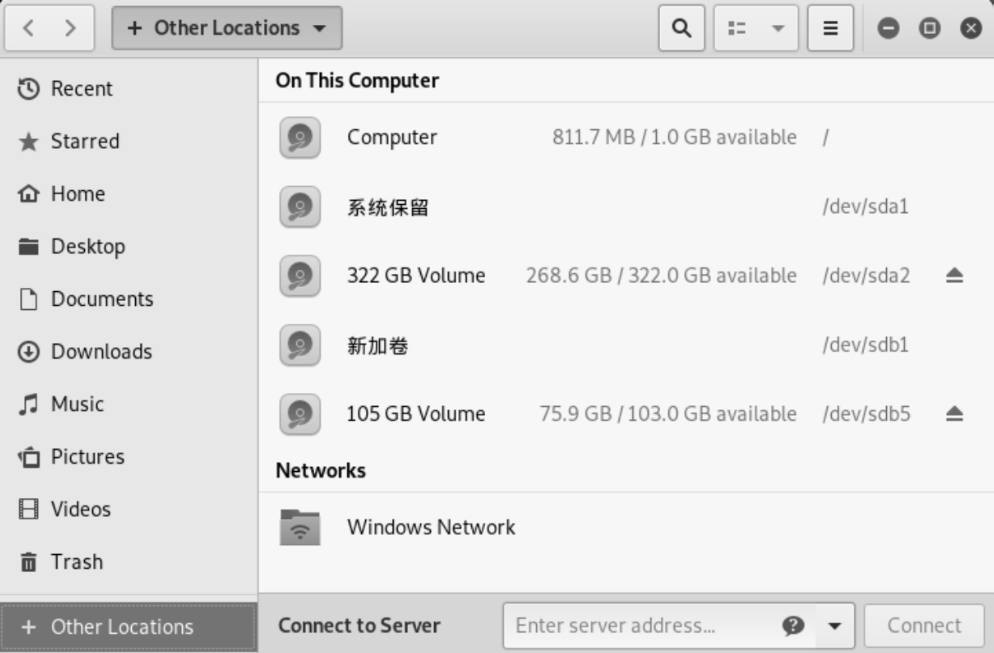 Other Locations
Recent
Starred
Home
Desktop
Documents
Downloads
Music
Pictures
Videos
Trash
+ Other Locations
On This Computer
Computer 811.7 MB / 1.0 GB available /
系统保留 /dev/sda1
322 GB Volume 268.6 GB / 322.0 GB available /dev/sda2
新加卷 /dev/sdb1
105 GB Volume 75.9 GB / 103.0 GB available /dev/sdb5
Networks
Windows Network
Connect to Server Enter server address... ? Connect